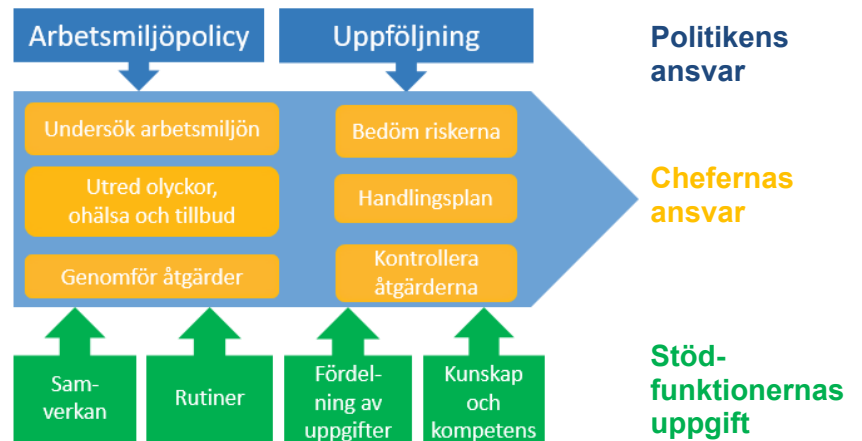 Arbetsmiljöpolicy
Uppföljning
Politikens
ansvar
Undersök arbetsmiljön
Bedöm riskerna
Utred olyckor,
ohälsa och tillbud
Handlingsplan
Chefernas
ansvar
Genomför åtgärder
Kontrollera
åtgärderna
Sam-
verkan
Rutiner
Fördel-
ning av
uppgifter
Kunskap
och
kompetens
Stöd-
funktionernas
uppgift